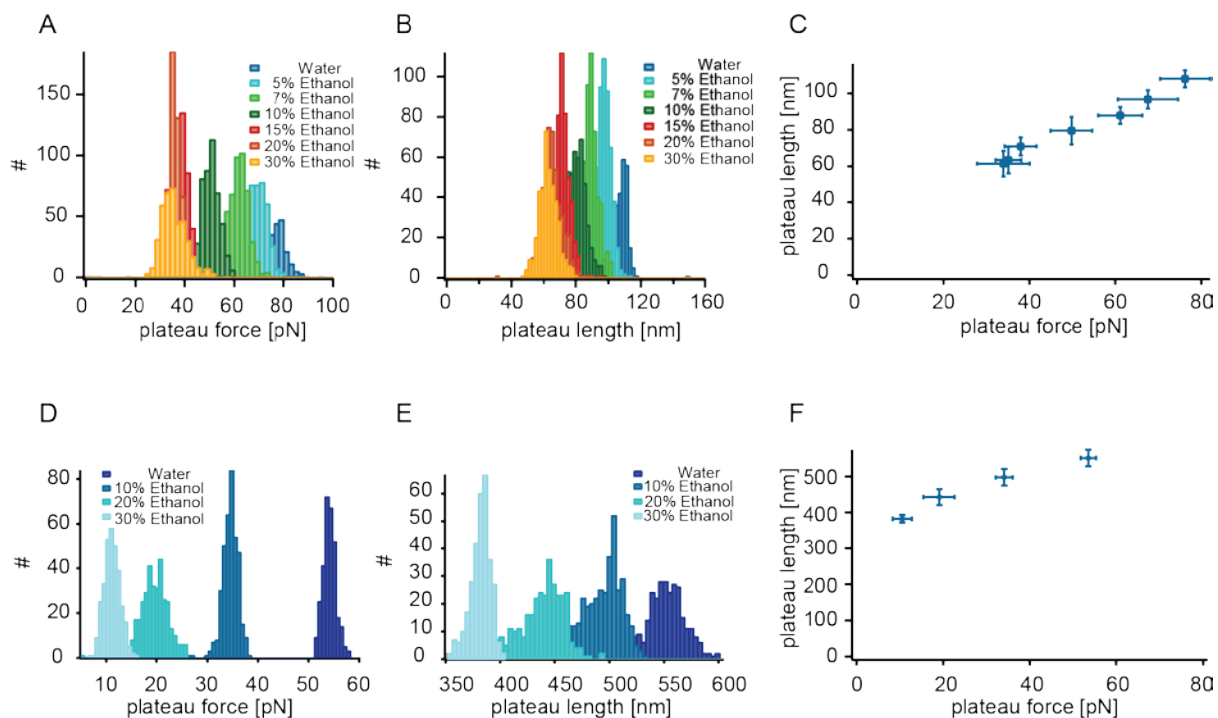 A
B
C
#
150
100
50
0
0
20
40
60
80
100
plateau force [pN]
Water
5% Ethanol
7% Ethanol
10% Ethanol
15% Ethanol
20% Ethanol
30% Ethanol
#
100
80
60
40
20
0
0
40
80
120
160
plateau length [nm]
Water
5% Ethanol
7% Ethanol
10% Ethanol
15% Ethanol
20% Ethanol
30% Ethanol
plateau length [nm]
100
80
60
40
20
0
0
20
40
60
80
plateau force [pN]
D
E
F
#
80
60
40
20
0
10
20
30
40
50
60
plateau force [pN]
Water
10% Ethanol
20% Ethanol
30% Ethanol
#
60
50
40
30
20
10
0
350
400
450
500
550
600
plateau length [nm]
Water
10% Ethanol
20% Ethanol
30% Ethanol
plateau length [nm]
500
400
300
200
100
0
0
20
40
60
80
plateau force [pN]